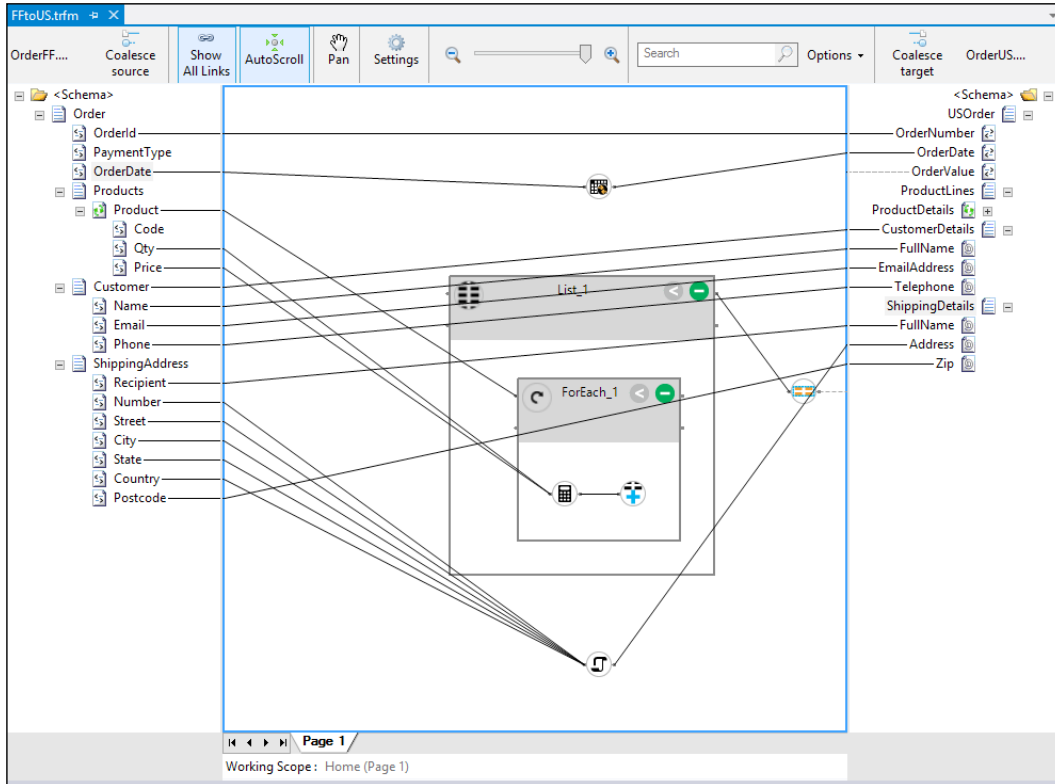 FFtoUS.trfm
OrderFF....
Coalesce source
Show All Links
AutoScroll
Pan
Settings
Search
Options
Coalesce target
OrderUS....
<Schema>
Order
OrderId
PaymentType
OrderDate
Products
Product
Code
Qty
Price
Customer
Name
Email
Phone
ShippingAddress
Recipient
Number
Street
City
State
Country
Postcode
List_1
ForEach_1
<Schema>
USOrder
OrderNumber
OrderDate
OrderValue
ProductLines
ProductDetails
CustomerDetails
FullName
EmailAddress
Telephone
ShippingDetails
FullName
Address
Zip
Page 1
Working Scope : Home (Page 1)